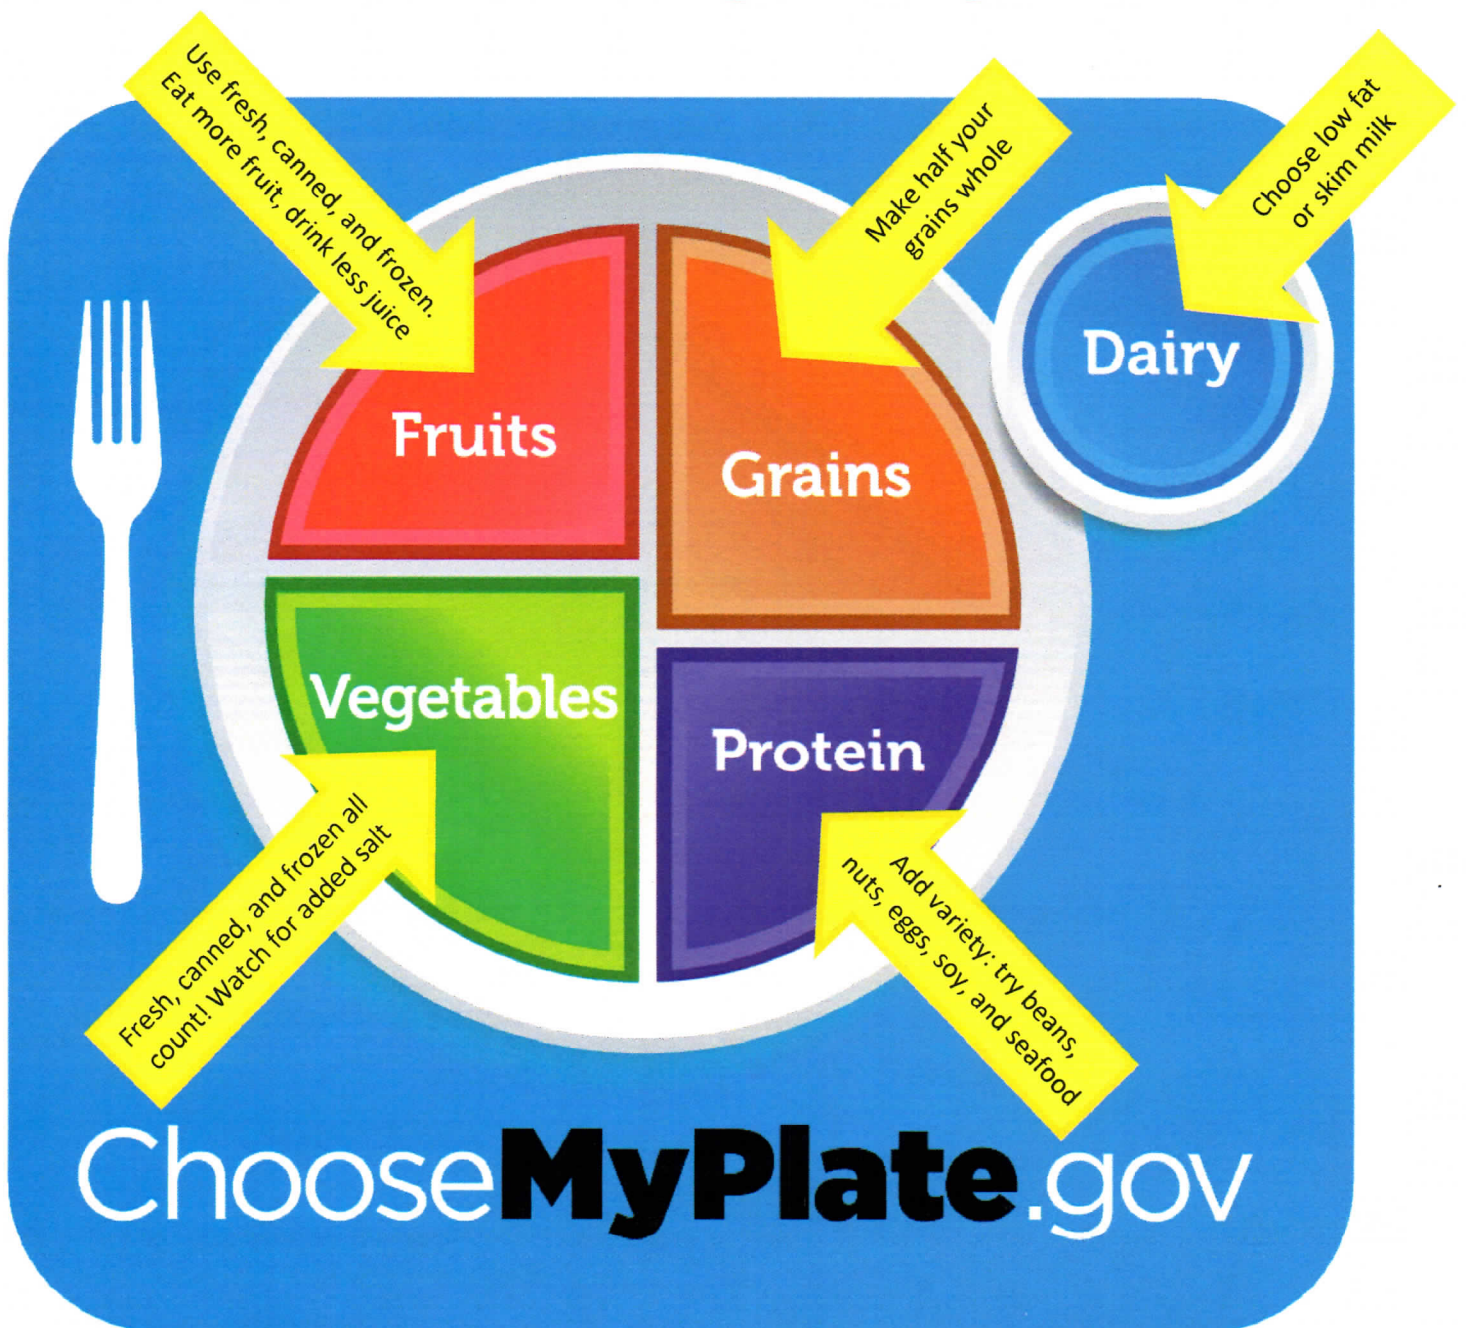 Use fresh, canned, and frozen.
Eat more fruit, drink less juice
Make half your
grains whole
Choose low fat
or skim milk
Dairy
Fruits
Grains
Vegetables
Protein
Fresh, canned, and frozen all
count! Watch for added salt
Add variety: try beans,
nuts, eggs, soy, and seafood
ChooseMyPlate.gov